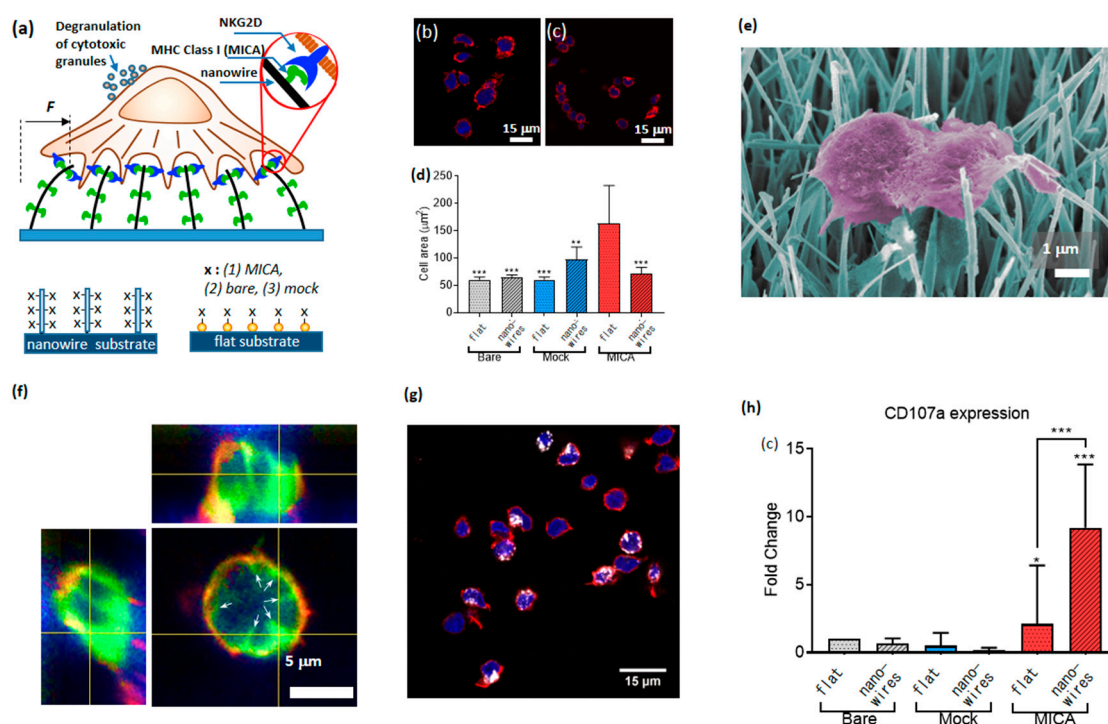 (a)
Degranulation
of cytotoxic
granules
NKG2D
MHC Class I (MICA)
nanowire
F
x : (1) MICA,
(2) bare, (3) mock
x x x x x x
x x x x x x
x x x x x x
nanowire substrate
x x x x x
flat substrate
(b)
15 μm
(c)
15 μm
(d)
Cell area (μm²)
250
200
150
100
50
0
***
***
***
**
***
flat
nano-
wires
flat
nano-
wires
flat
nano-
wires
Bare
Mock
MICA
(e)
1 μm
(f)
5 μm
(g)
15 μm
(h)
CD107a expression
(c)
Fold Change
15
10
5
0
***
***
*
flat
nano-
wires
flat
nano-
wires
flat
nano-
wires
Bare
Mock
MICA